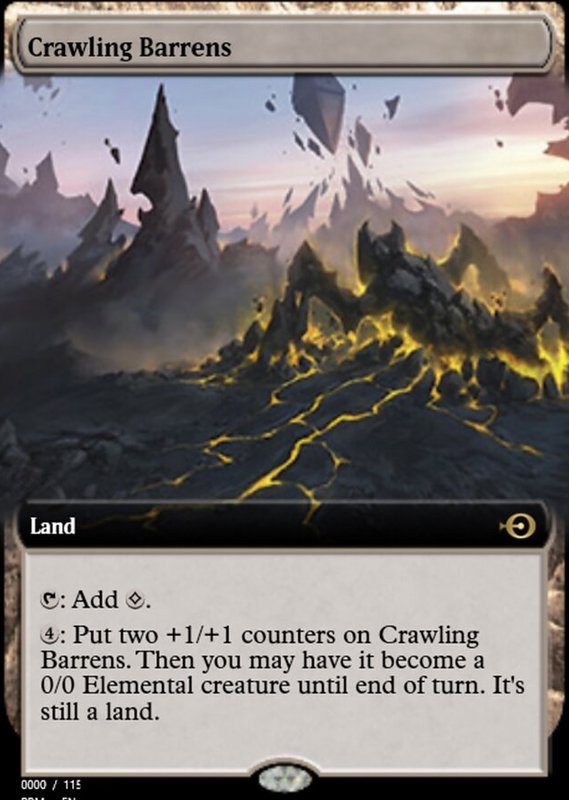 Crawling Barrens
Land
: Add .
4: Put two +1/+1 counters on Crawling
Barrens. Then you may have it become a
0/0 Elemental creature until end of turn. It's
still a land.
0000 / 115